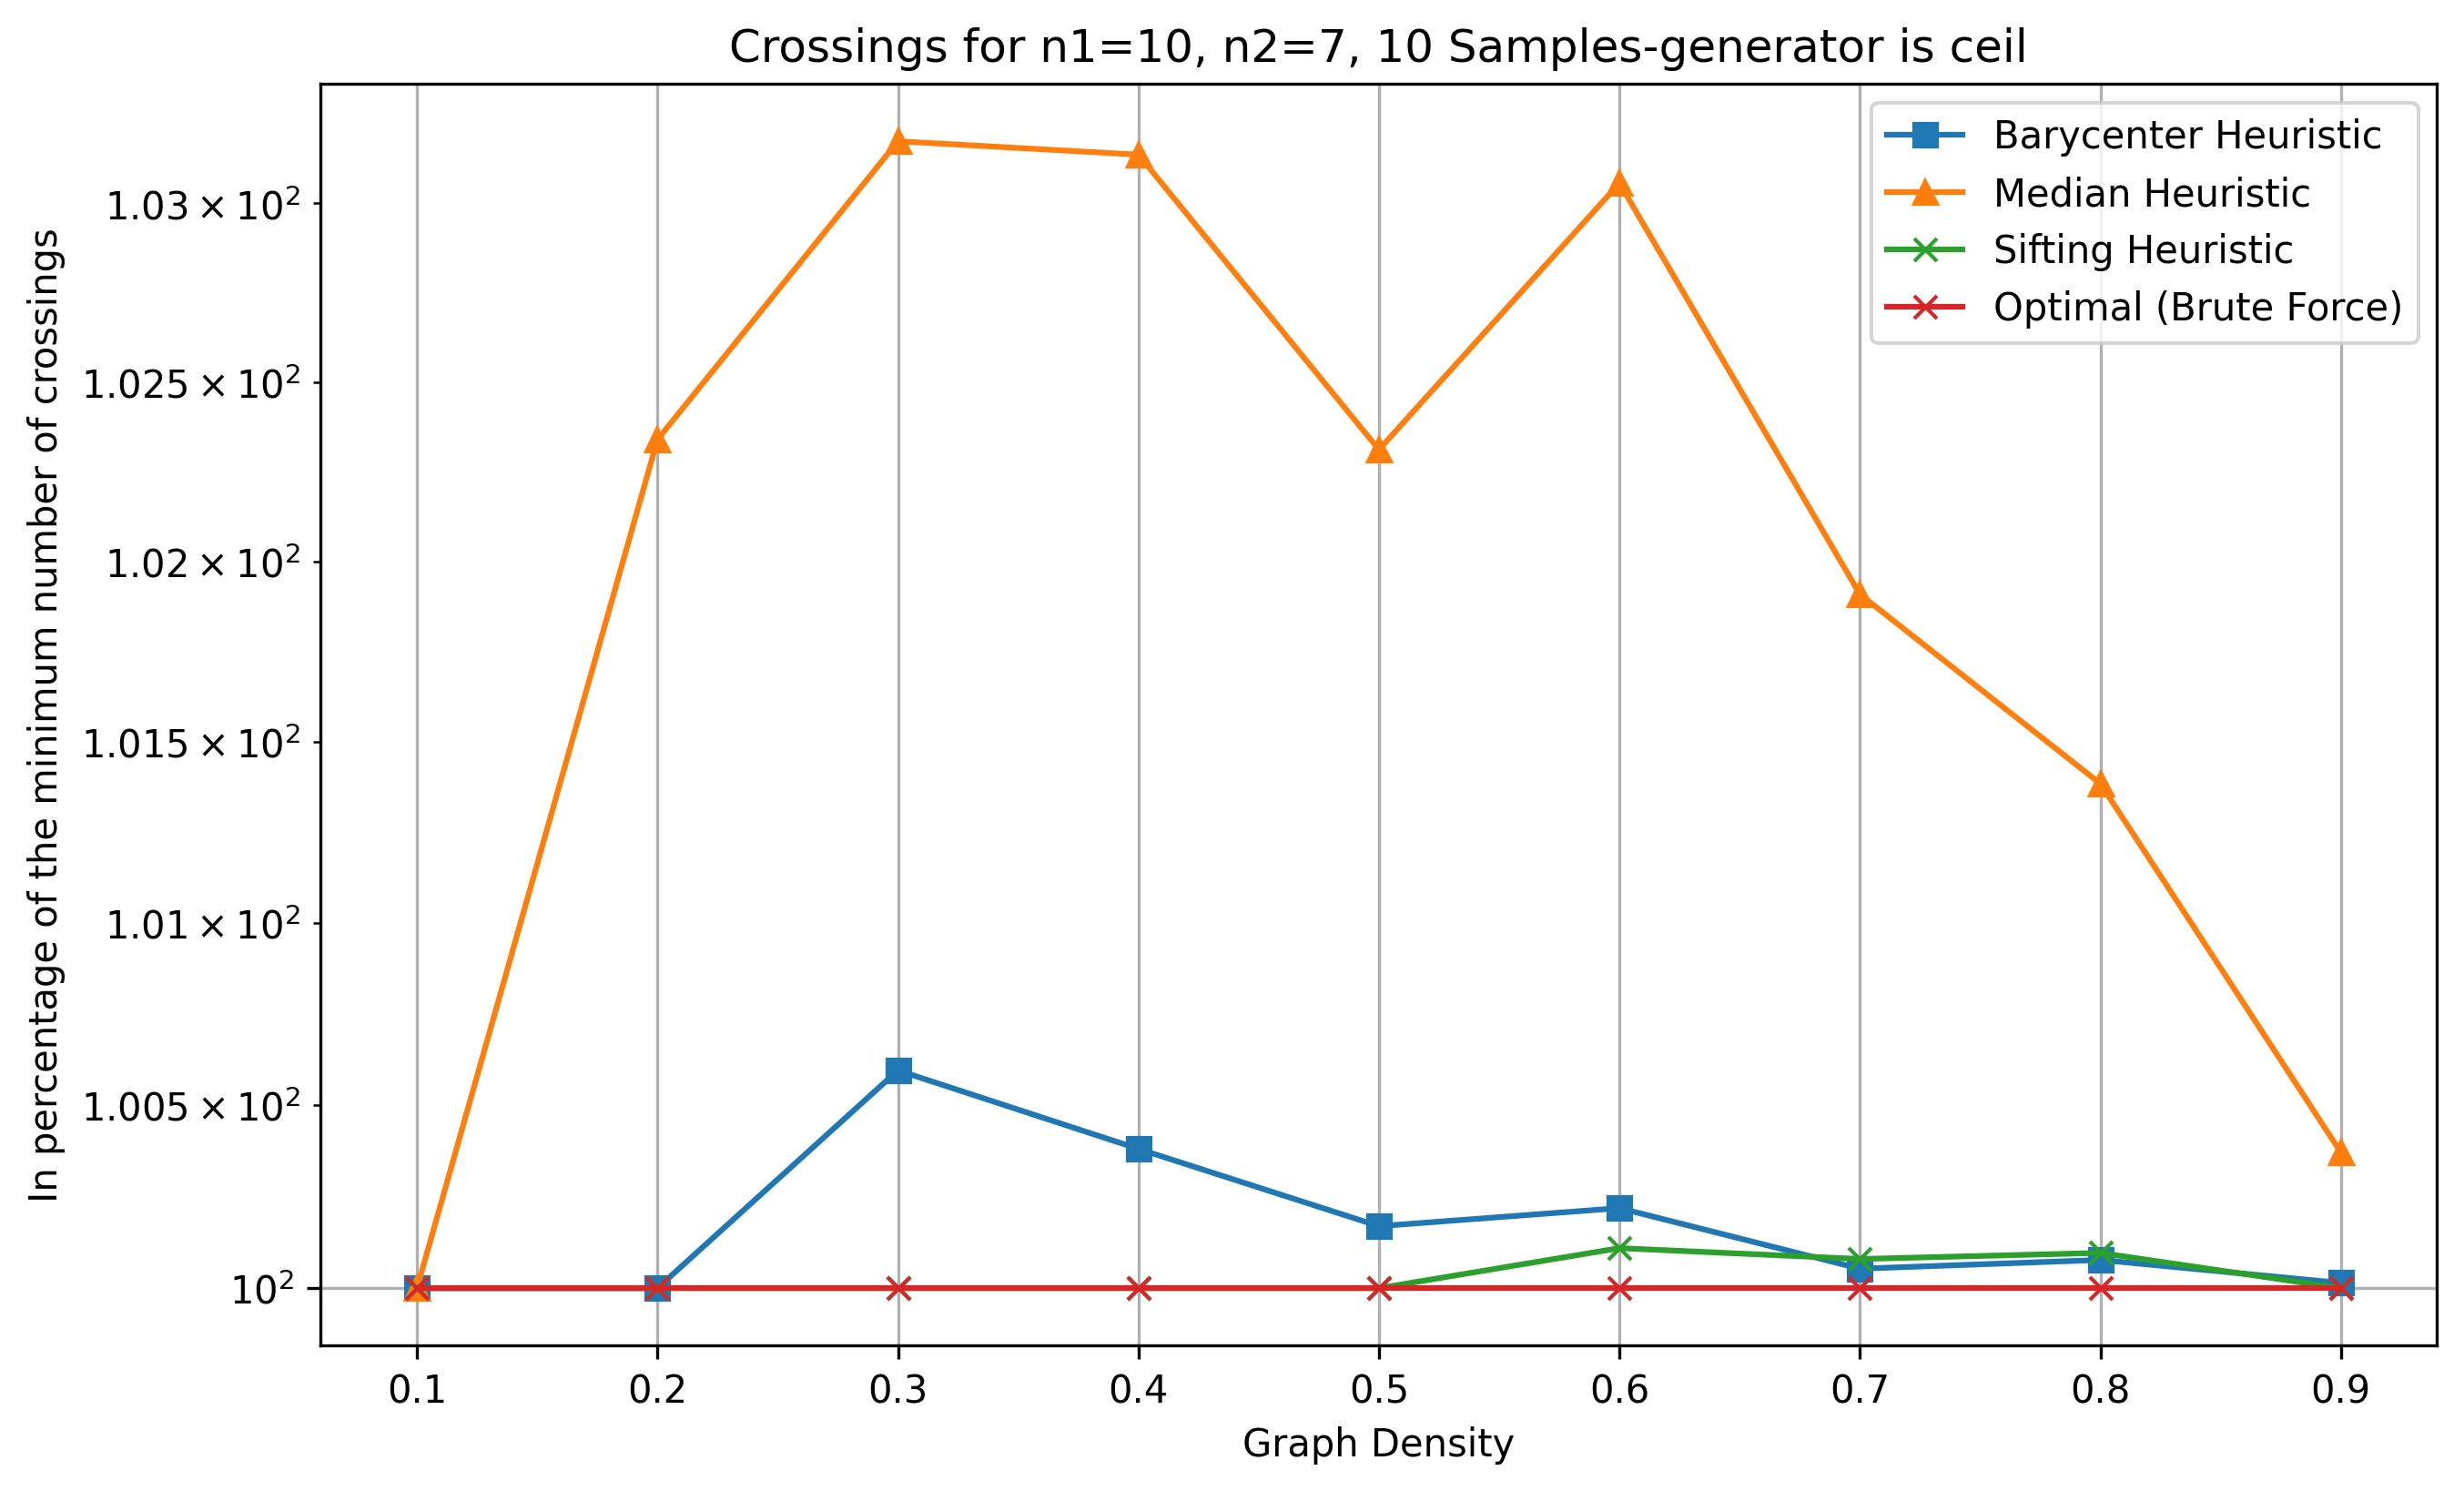 Crossings for n1=10, n2=7, 10 Samples-generator is ceil
Barycenter Heuristic
Median Heuristic
Sifting Heuristic
Optimal (Brute Force)
In percentage of the minimum number of crossings
1.03 × 10²
1.025 × 10²
1.02 × 10²
1.015 × 10²
1.01 × 10²
1.005 × 10²
10²
0.1 0.2 0.3 0.4 0.5 0.6 0.7 0.8 0.9
Graph Density